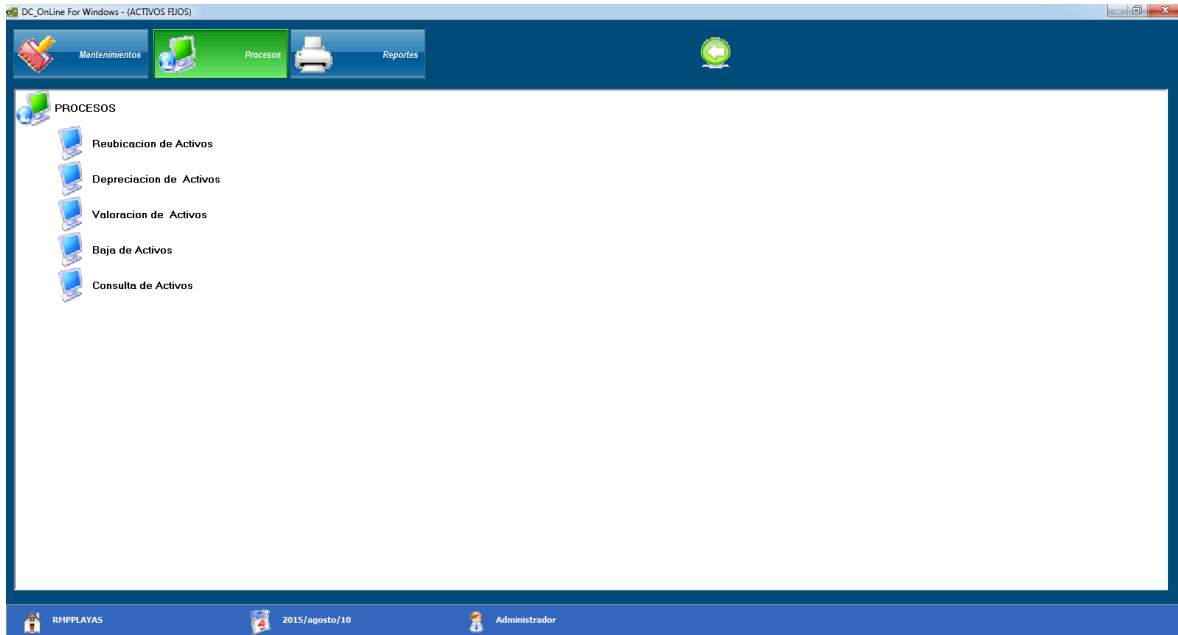 DC_OnLine For Windows - (ACTIVOS FIJOS)
Mantenimientos Procesos Reportes
PROCESOS
Reubicacion de Activos
Depreciacion de Activos
Valoracion de Activos
Baja de Activos
Consulta de Activos
RMPPLAYAS 4 2015/agosto/10 Administrador